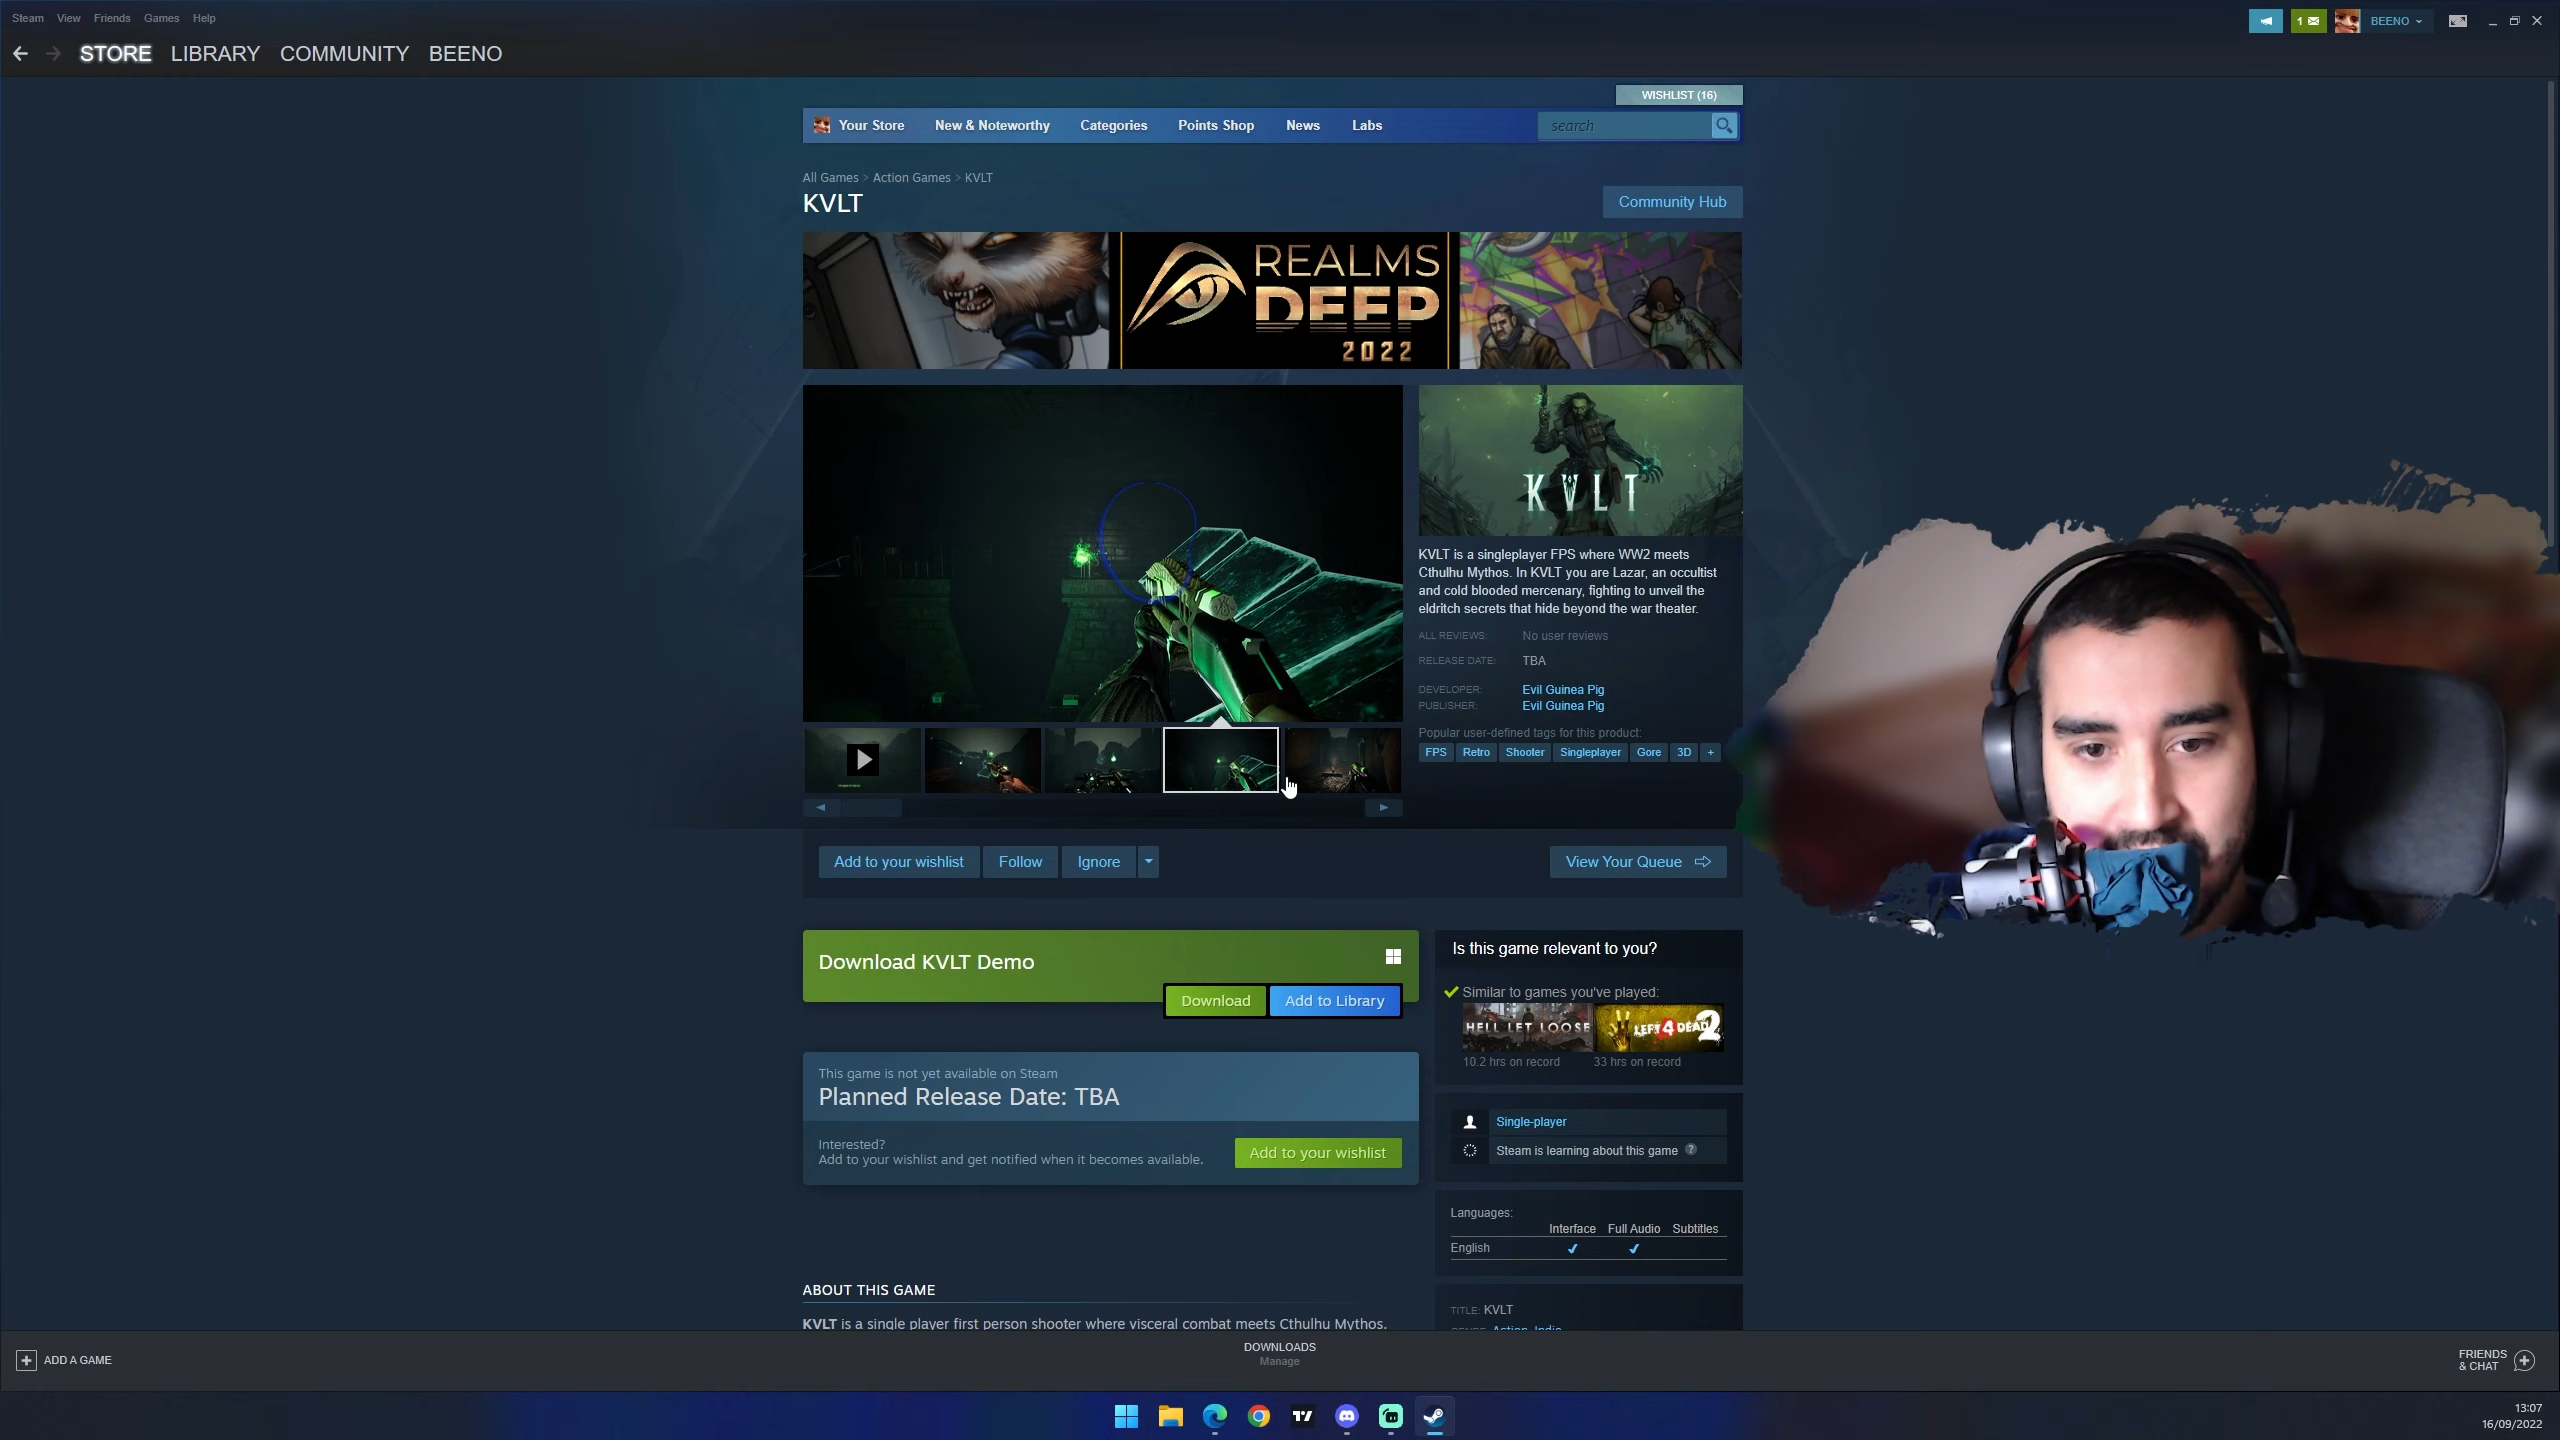 Steam View Friends Games Help
1
BEENO
STORE LIBRARY COMMUNITY BEENO
WISHLIST (16)
Your Store New & Noteworthy Categories Points Shop News Labs
search
All Games > Action Games > KVLT
KVLT
Community Hub
REALMS
DEEP
2022
KVLT
KVLT is a singleplayer FPS where WW2 meets
Cthulhu Mythos. In KVLT you are Lazar, an occultist
and cold blooded mercenary, fighting to unveil the
eldritch secrets that hide beyond the war theater.
ALL REVIEWS: No user reviews
RELEASE DATE: TBA
DEVELOPER: Evil Guinea Pig
PUBLISHER: Evil Guinea Pig
Popular user-defined tags for this product:
FPS Retro Shooter Singleplayer Gore 3D +
Add to your wishlist Follow Ignore
View Your Queue
Download KVLT Demo
Download Add to Library
This game is not yet available on Steam
Planned Release Date: TBA
Interested?
Add to your wishlist and get notified when it becomes available.
Add to your wishlist
Is this game relevant to you?
Similar to games you've played:
HELL LET LOOSE LEFT 4 DEAD 2
10.2 hrs on record 33 hrs on record
Single-player
Steam is learning about this game ?
Languages:
Interface Full Audio Subtitles
English ✔ ✔
ABOUT THIS GAME
KVLT is a single player first person shooter where visceral combat meets Cthulhu Mythos.
TITLE: KVLT
GENRE: Action, Indie
ADD A GAME
DOWNLOADS
Manage
FRIENDS
& CHAT
13:07
16/09/2022